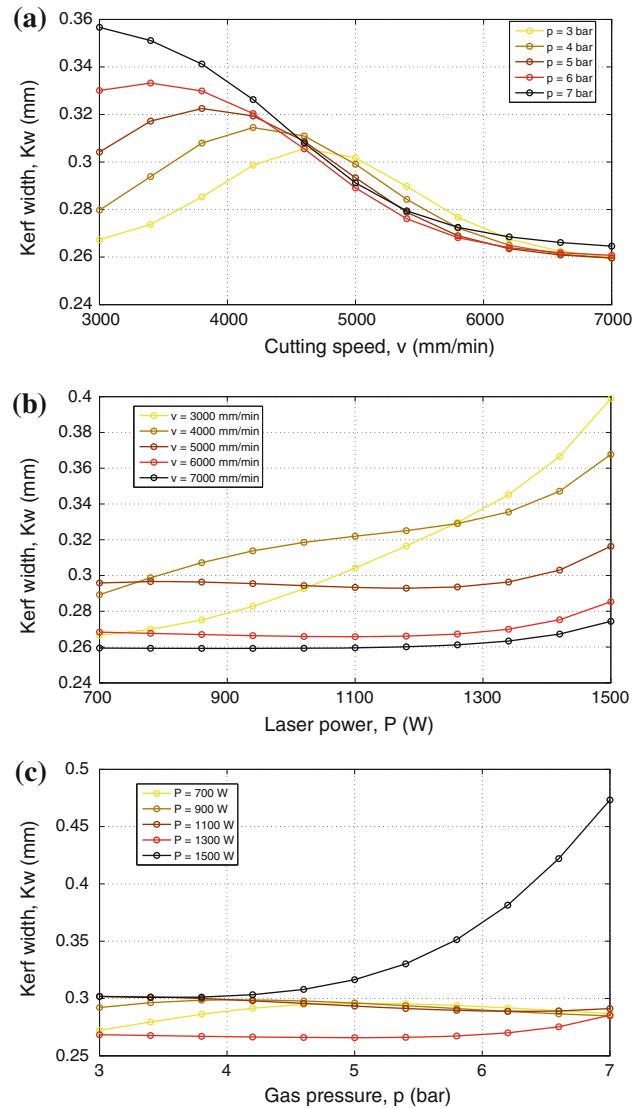 (a)
0.36
0.34
0.32
0.3
0.28
0.26
0.24
Kerf width, Kw (mm)
p = 3 bar
p = 4 bar
p = 5 bar
p = 6 bar
p = 7 bar
3000 4000 5000 6000 7000
Cutting speed, v (mm/min)
(b)
0.4
0.38
0.36
0.34
0.32
0.3
0.28
0.26
0.24
Kerf width, Kw (mm)
v = 3000 mm/min
v = 4000 mm/min
v = 5000 mm/min
v = 6000 mm/min
v = 7000 mm/min
700 900 1100 1300 1500
Laser power, P (W)
(c)
0.5
0.45
0.4
0.35
0.3
0.25
Kerf width, Kw (mm)
P = 700 W
P = 900 W
P = 1100 W
P = 1300 W
P = 1500 W
3 4 5 6 7
Gas pressure, p (bar)